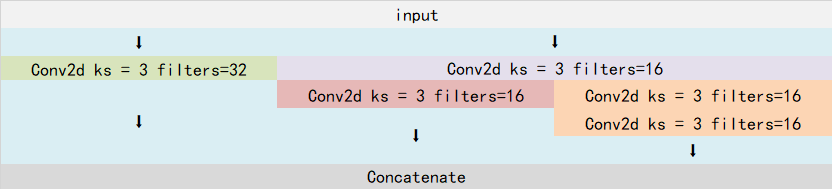 input
Conv2d ks = 3 filters=32
Conv2d ks = 3 filters=16
Conv2d ks = 3 filters=16
Conv2d ks = 3 filters=16
Conv2d ks = 3 filters=16
Concatenate